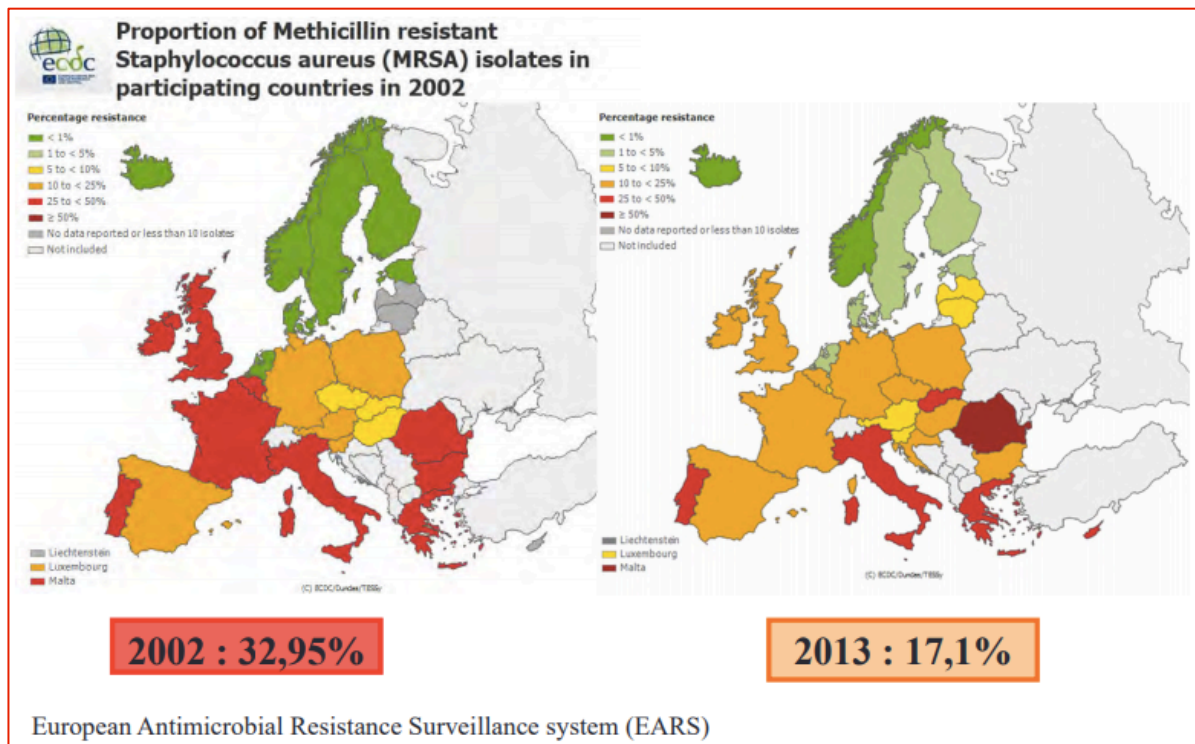 Proportion of Methicillin resistant
Staphylococcus aureus (MRSA) isolates in
participating countries in 2002
ecdc
Percentage resistance
< 1%
1 to < 5%
5 to < 10%
10 to < 25%
25 to < 50%
≥ 50%
No data reported or less than 10 isolates
Not included
Liechtenstein
Luxembourg
Malta
(C) ECDC/Dundas/TESSy
Percentage resistance
< 1%
1 to < 5%
5 to < 10%
10 to < 25%
25 to < 50%
≥ 50%
No data reported or less than 10 isolates
Not included
Liechtenstein
Luxembourg
Malta
(C) ECDC/Dundas/TESSy
2002 : 32,95%
2013 : 17,1%
European Antimicrobial Resistance Surveillance system (EARS)